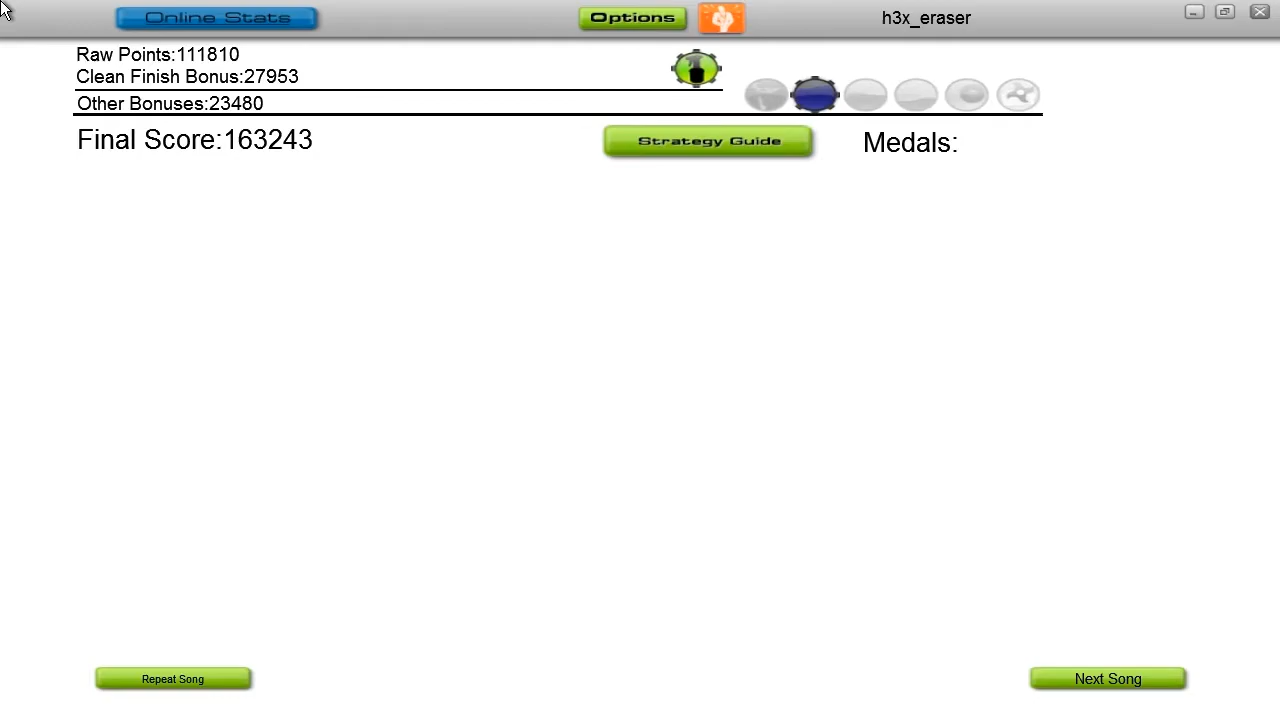 Online Stats
Options
h3x_eraser
Raw Points:111810
Clean Finish Bonus:27953
Other Bonuses:23480
Final Score:163243
Strategy Guide
Medals:
Repeat Song
Next Song